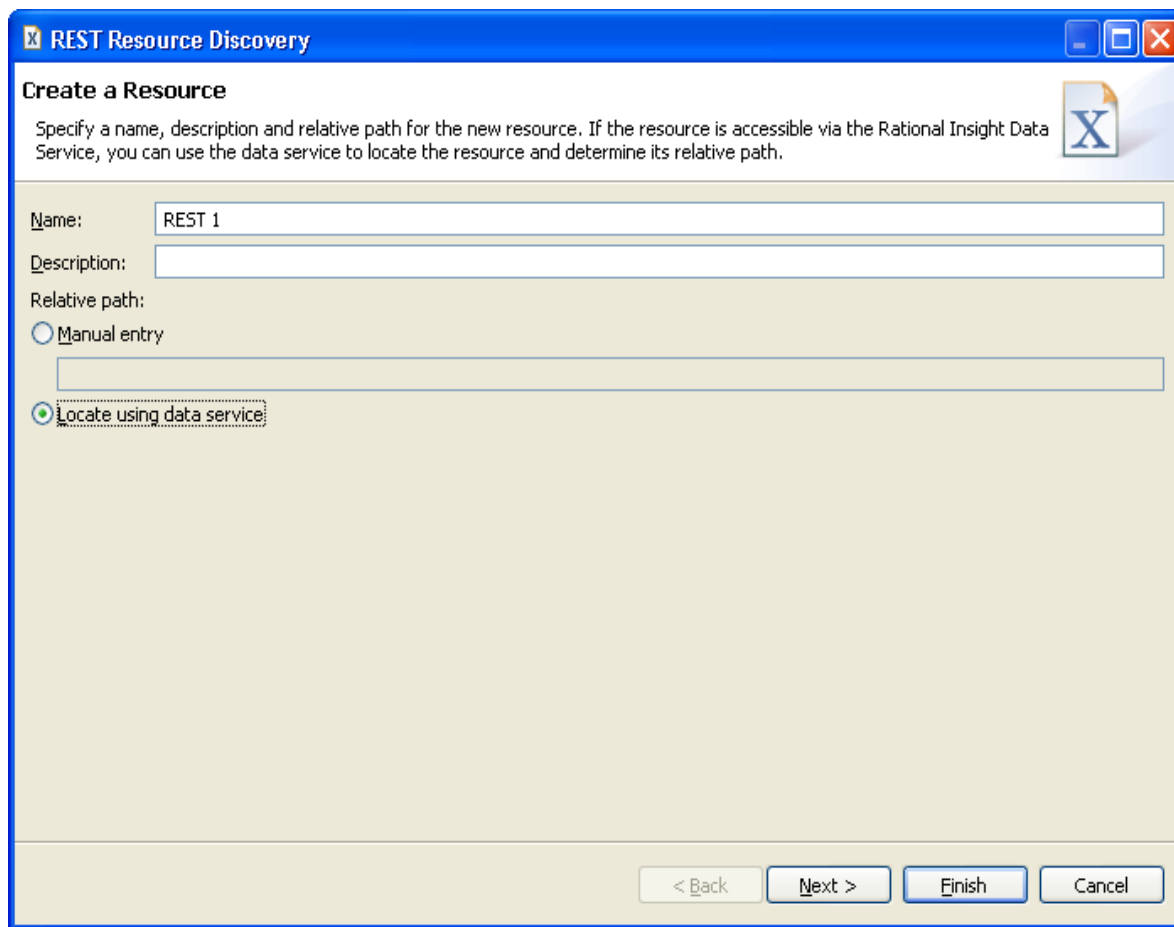 X REST Resource Discovery
Create a Resource
Specify a name, description and relative path for the new resource. If the resource is accessible via the Rational Insight Data
Service, you can use the data service to locate the resource and determine its relative path.
X
Name: REST 1
Description:
Relative path:
Manual entry
Locate using data service
< Back Next > Finish Cancel